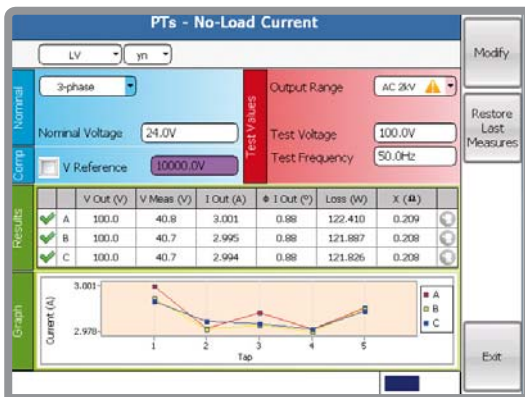 PTs - No-Load Current
LV yn
Modify
Nominal
3-phase
Nominal Voltage 24.0V
Test Values
Output Range AC 2kV
Test Voltage 100.0V
Test Frequency 50.0Hz
Restore
Last
Measures
Comp
V Reference 10000.0V
Results
V Out (V) V Meas (V) I Out (A) Φ I Out (º) Loss (W) X (Ω)
A 100.0 40.8 3.001 0.88 122.410 0.209
B 100.0 40.7 2.995 0.88 121.887 0.208
C 100.0 40.7 2.994 0.88 121.826 0.208
Graph
Current (A)
3.001
2.978
1 2 3 4 5
Tap
A
B
C
Exit